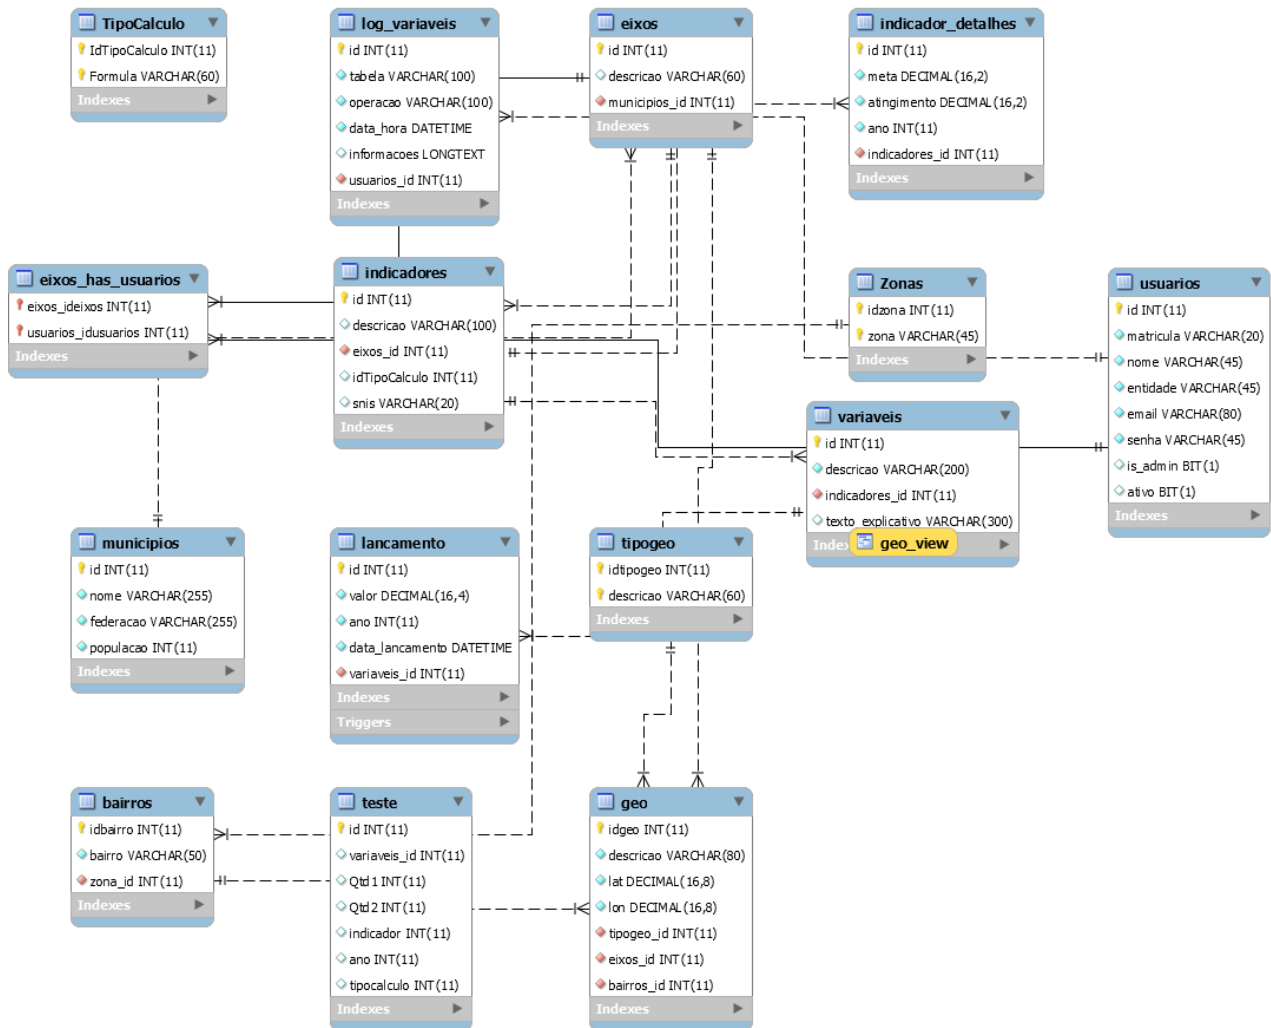 TipoCalculo
IdTipoCalculo INT(11)
Formula VARCHAR(60)
Indexes
log_variaveis
id INT(11)
tabela VARCHAR(100)
operacao VARCHAR(100)
data_hora DATETIME
informacoes LONGTEXT
usuarios_id INT(11)
Indexes
eixos
id INT(11)
descricao VARCHAR(60)
municipios_id INT(11)
Indexes
indicador_detalhes
id INT(11)
meta DECIMAL(16,2)
atingimento DECIMAL(16,2)
ano INT(11)
indicadores_id INT(11)
Indexes
eixos_has_usuarios
eixos_ideixos INT(11)
usuarios_idusuarios INT(11)
Indexes
indicadores
id INT(11)
descricao VARCHAR(100)
eixos_id INT(11)
idTipoCalculo INT(11)
snis VARCHAR(20)
Indexes
Zonas
idzona INT(11)
zona VARCHAR(45)
Indexes
usuarios
id INT(11)
matricula VARCHAR(20)
nome VARCHAR(45)
entidade VARCHAR(45)
email VARCHAR(80)
senha VARCHAR(45)
is_admin BIT(1)
ativo BIT(1)
Indexes
variaveis
id INT(11)
descricao VARCHAR(200)
indicadores_id INT(11)
texto_explicativo VARCHAR(300)
geo_view
municipios
id INT(11)
nome VARCHAR(255)
federacao VARCHAR(255)
populacao INT(11)
Indexes
lancamento
id INT(11)
valor DECIMAL(16,4)
ano INT(11)
data_lancamento DATETIME
variaveis_id INT(11)
Indexes
Triggers
tipogeo
idtipogeo INT(11)
descricao VARCHAR(60)
Indexes
bairros
idbairro INT(11)
bairro VARCHAR(50)
zona_id INT(11)
Indexes
teste
id INT(11)
variaveis_id INT(11)
Qtd1 INT(11)
Qtd2 INT(11)
indicador INT(11)
ano INT(11)
tipocalculo INT(11)
Indexes
geo
idgeo INT(11)
descricao VARCHAR(80)
lat DECIMAL(16,8)
lon DECIMAL(16,8)
tipogeo_id INT(11)
eixos_id INT(11)
bairros_id INT(11)
Indexes